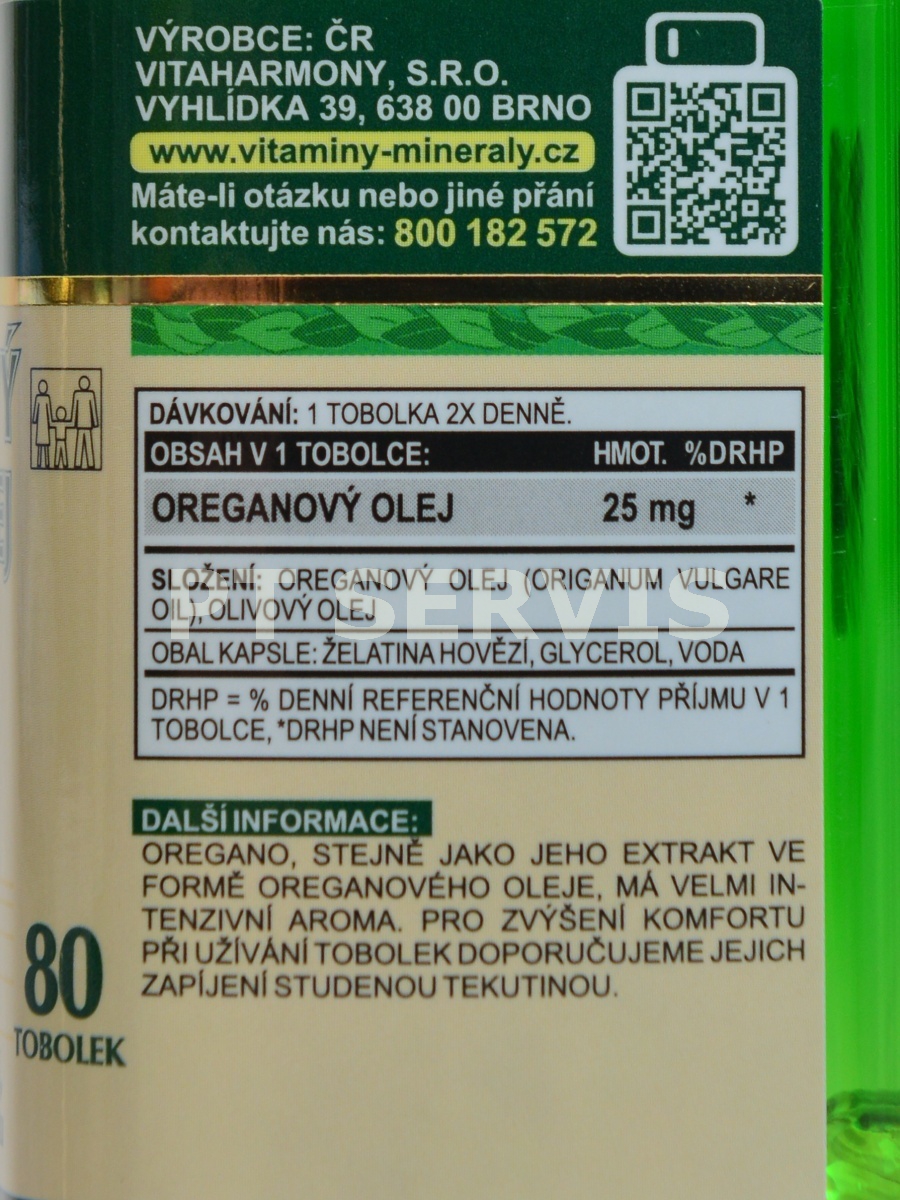 VÝROBCE: ČR
VITAHARMONY, S.R.O.
VYHLÍDKA 39, 638 00 BRNO
www.vitaminy-mineraly.cz
Máte-li otázku nebo jiné přání
kontaktujte nás: 800 182 572
DÁVKOVÁNÍ: 1 TOBOLKA 2X DENNĚ.
OBSAH V 1 TOBOLCE: HMOT. %DRHP
OREGANOVÝ OLEJ 25 mg *
SLOŽENÍ: OREGANOVÝ OLEJ (ORIGANUM VULGARE
OIL), OLIVOVÝ OLEJ
PT SERVIS
OBAL KAPSLE: ŽELATINA HOVĚZÍ, GLYCEROL, VODA
DRHP = % DENNÍ REFERENČNÍ HODNOTY PŘÍJMU V 1
TOBOLCE, *DRHP NENÍ STANOVENA.
DALŠÍ INFORMACE:
OREGANO, STEJNĚ JAKO JEHO EXTRAKT VE
FORMĚ OREGANOVÉHO OLEJE, MÁ VELMI IN-
TENZIVNÍ AROMA. PRO ZVÝŠENÍ KOMFORTU
PŘI UŽÍVÁNÍ TOBOLEK DOPORUČUJEME JEJICH
ZAPÍJENÍ STUDENOU TEKUTINOU.
80
TOBOLEK